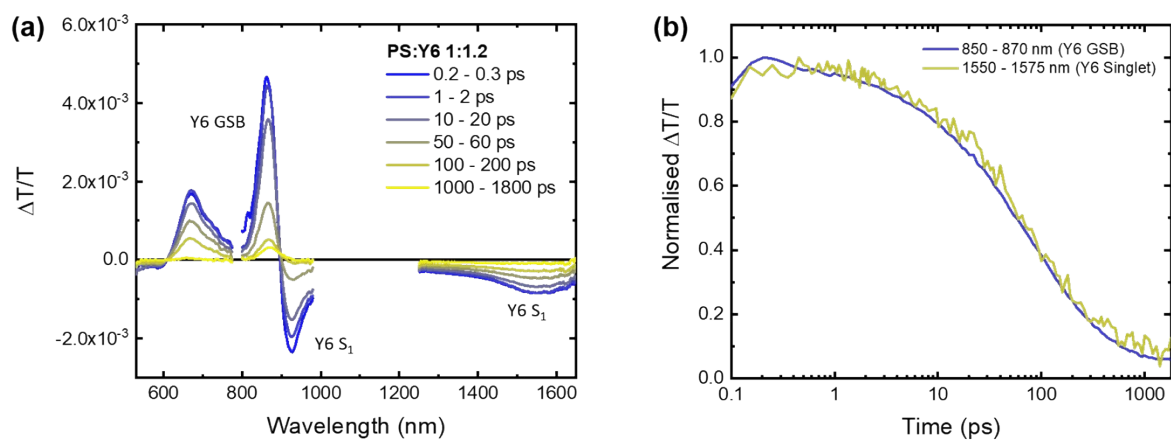 (a)
6.0x10⁻³
4.0x10⁻³
2.0x10⁻³
0.0
-2.0x10⁻³
ΔT/T
Y6 GSB
PS:Y6 1:1.2
0.2 - 0.3 ps
1 - 2 ps
10 - 20 ps
50 - 60 ps
100 - 200 ps
1000 - 1800 ps
Y6 S₁
Y6 S₁
600 800 1000 1200 1400 1600
Wavelength (nm)
(b)
1.0
0.8
0.6
0.4
0.2
0.0
Normalised ΔT/T
850 - 870 nm (Y6 GSB)
1550 - 1575 nm (Y6 Singlet)
0.1 1 10 100 1000
Time (ps)